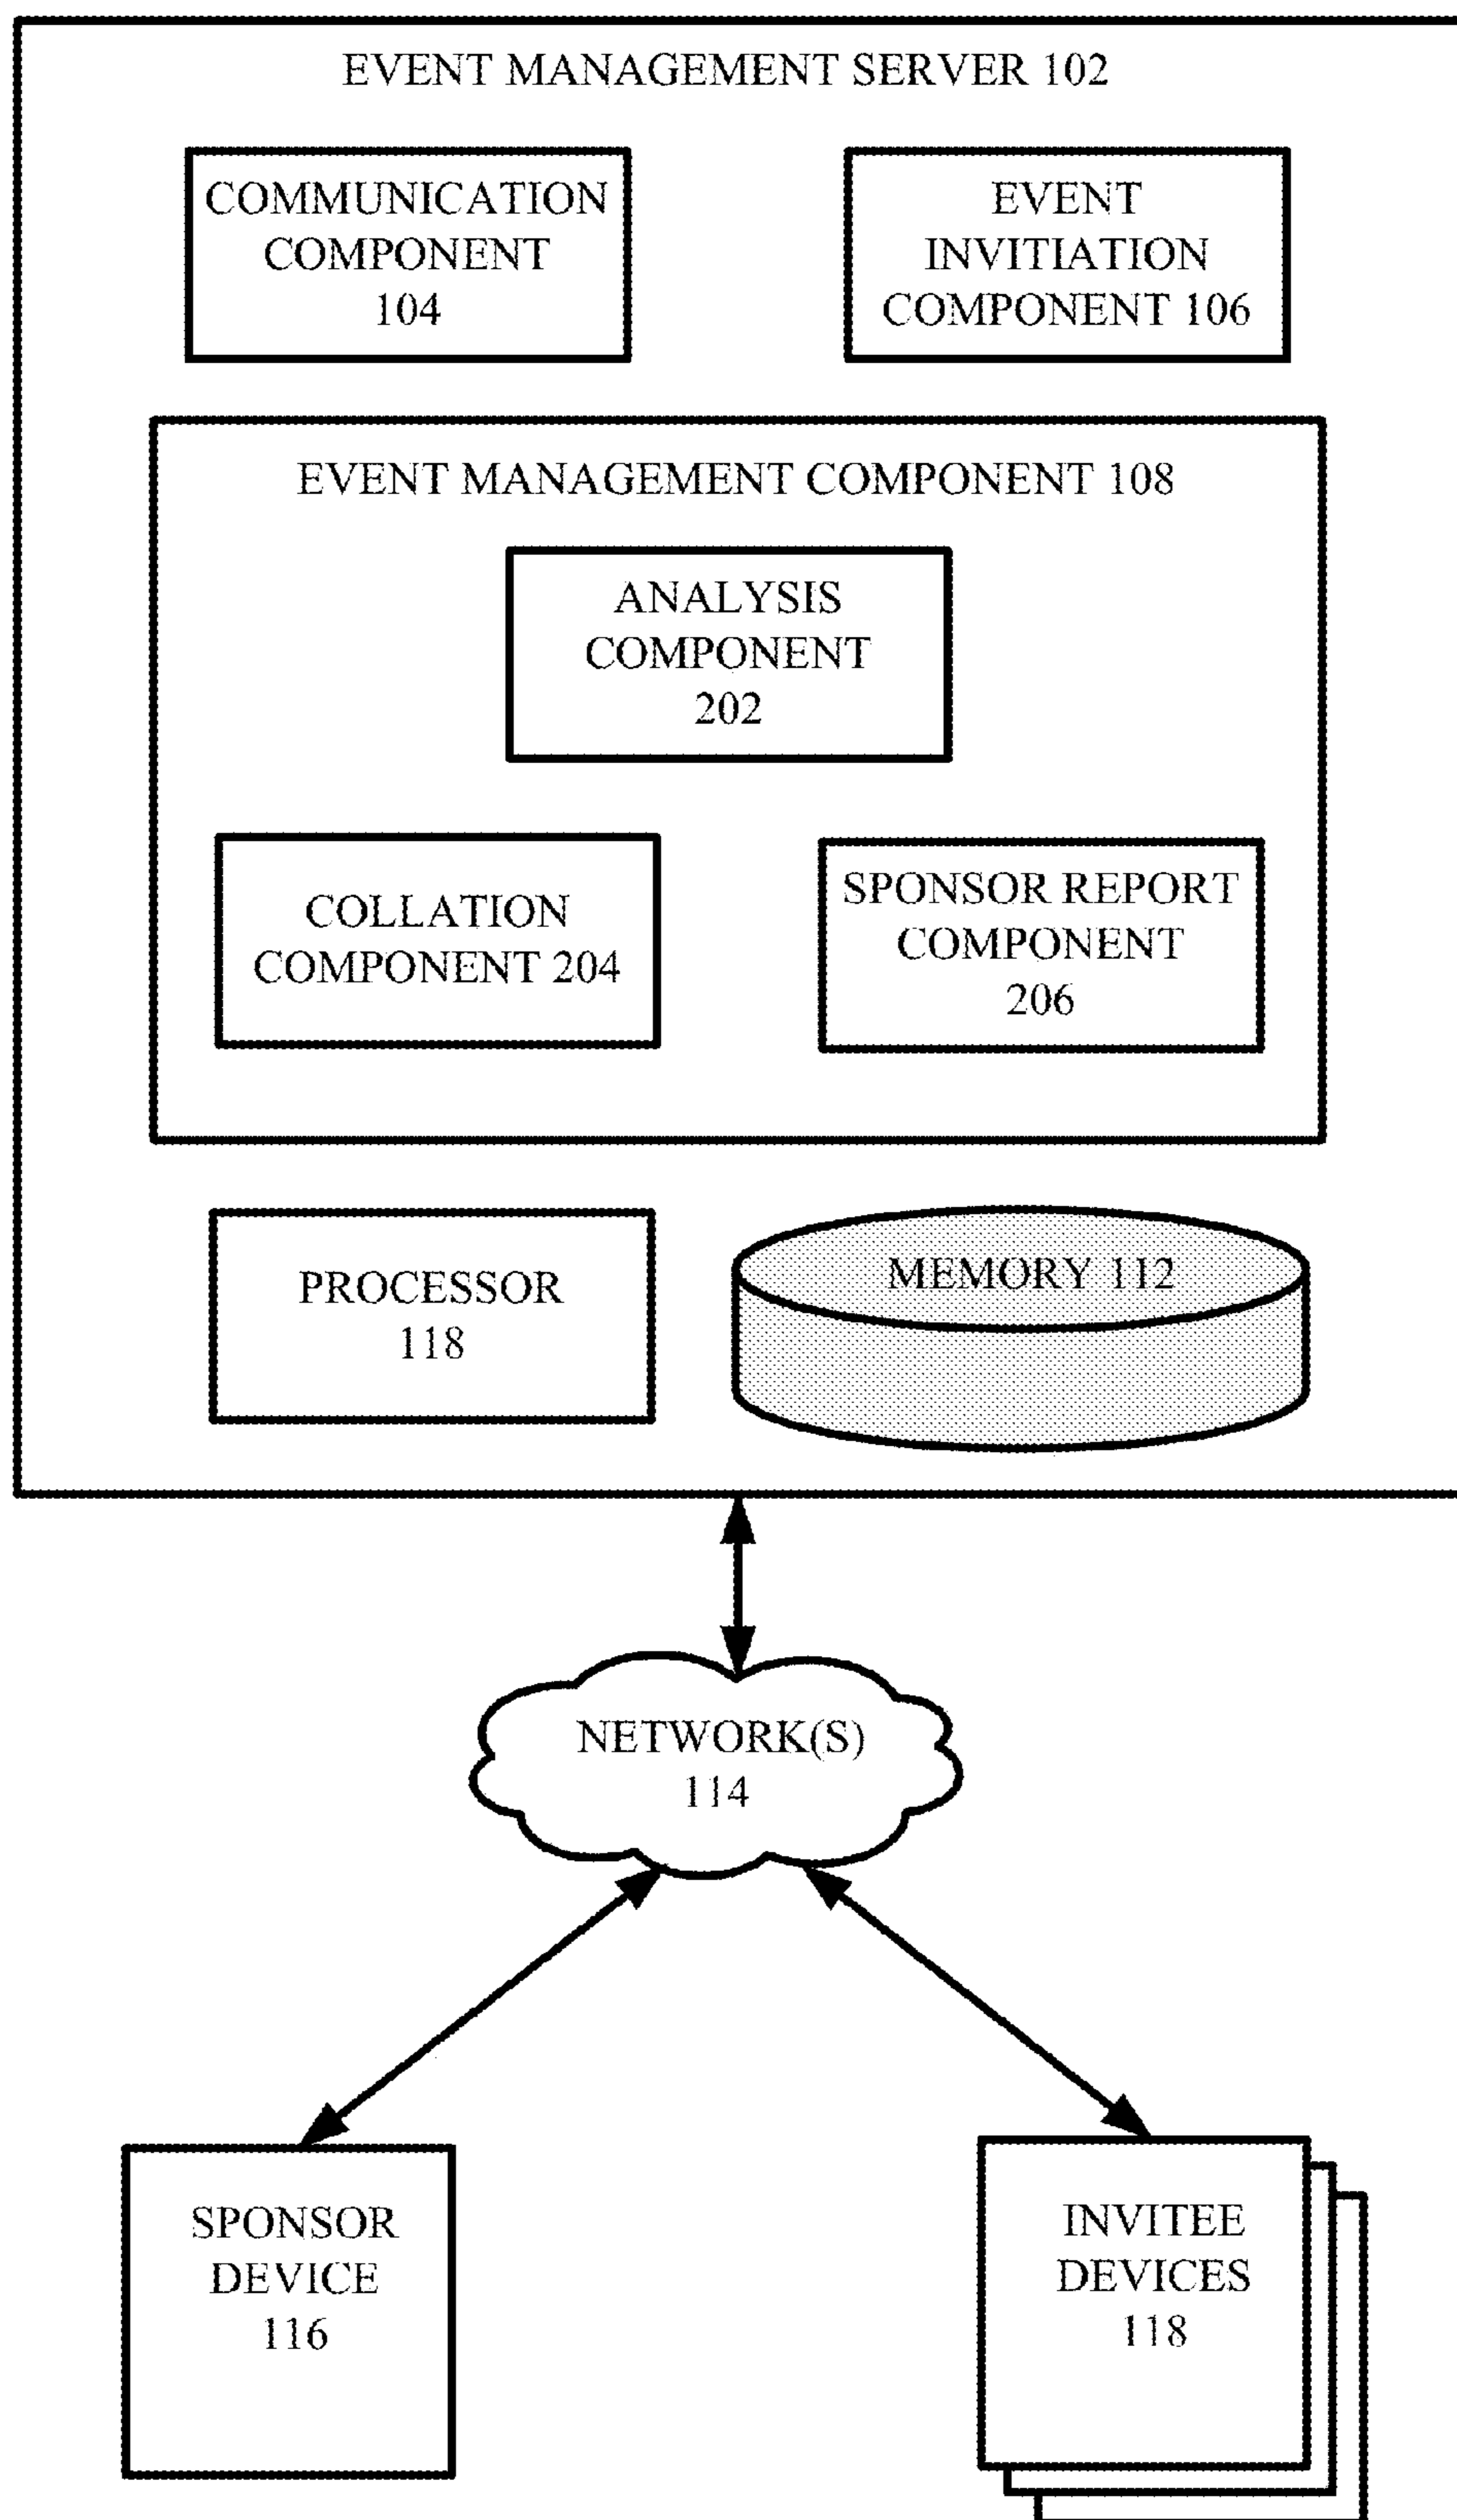 EVENT MANAGEMENT SERVER 102
COMMUNICATION
COMPONENT
104
EVENT
INVITIATION
COMPONENT 106
EVENT MANAGEMENT COMPONENT 108
ANALYSIS
COMPONENT
202
COLLATION
COMPONENT 204
SPONSOR REPORT
COMPONENT
206
PROCESSOR
118
MEMORY 112
NETWORK(S)
114
SPONSOR
DEVICE
116
INVITEE
DEVICES
118